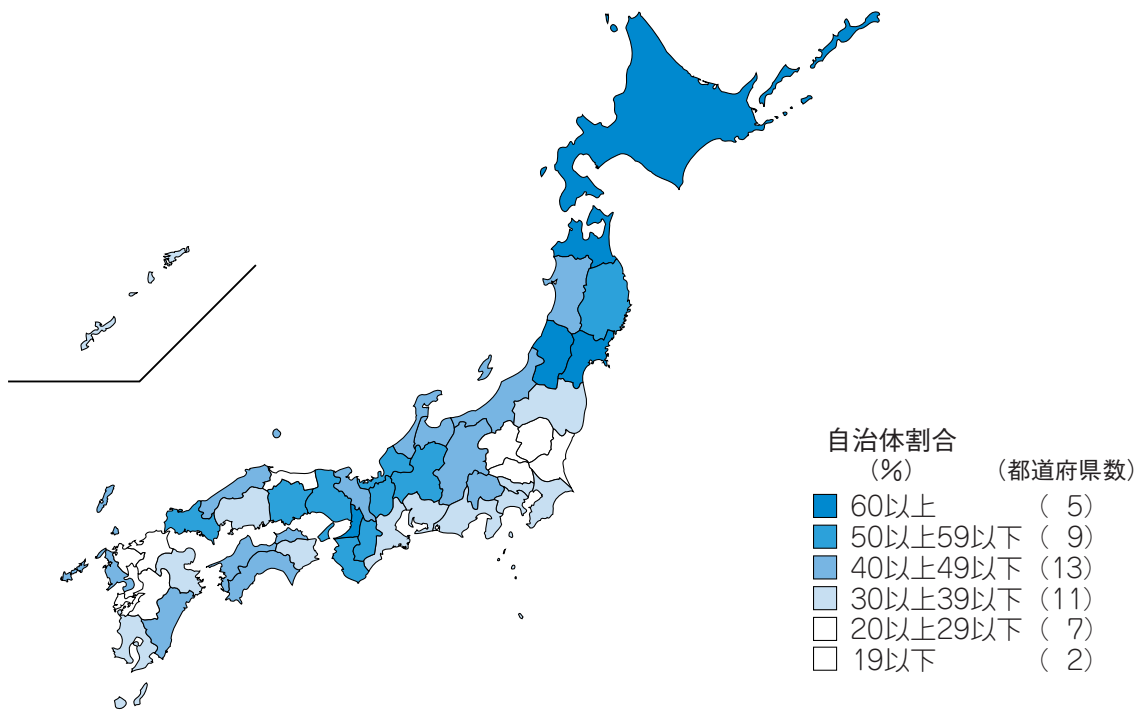 自治体割合
(%) (都道府県数)
60以上 ( 5)
50以上59以下 ( 9)
40以上49以下 (13)
30以上39以下 (11)
20以上29以下 ( 7)
19以下 ( 2)